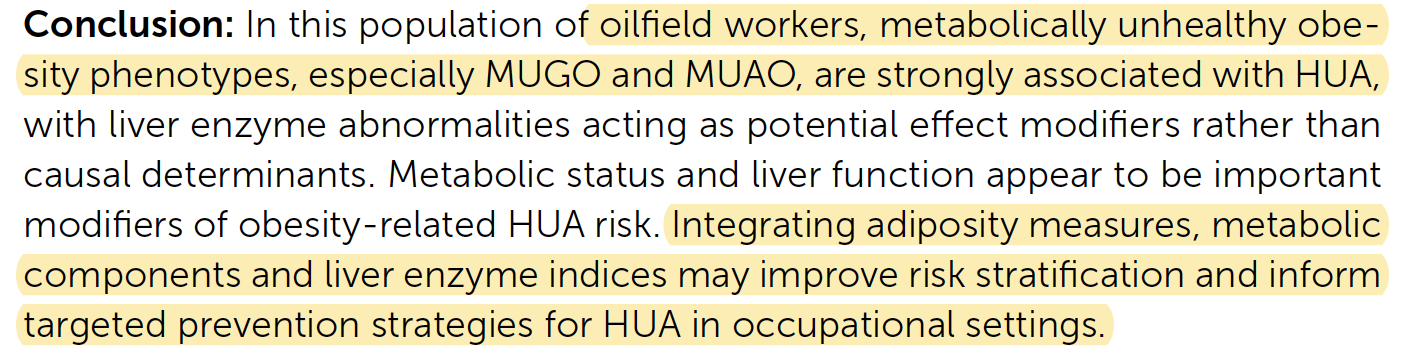 Conclusion: In this population of oilfield workers, metabolically unhealthy obe-
sity phenotypes, especially MUGO and MUAO, are strongly associated with HUA,
with liver enzyme abnormalities acting as potential effect modifiers rather than
causal determinants. Metabolic status and liver function appear to be important
modifiers of obesity-related HUA risk. Integrating adiposity measures, metabolic
components and liver enzyme indices may improve risk stratification and inform
targeted prevention strategies for HUA in occupational settings.